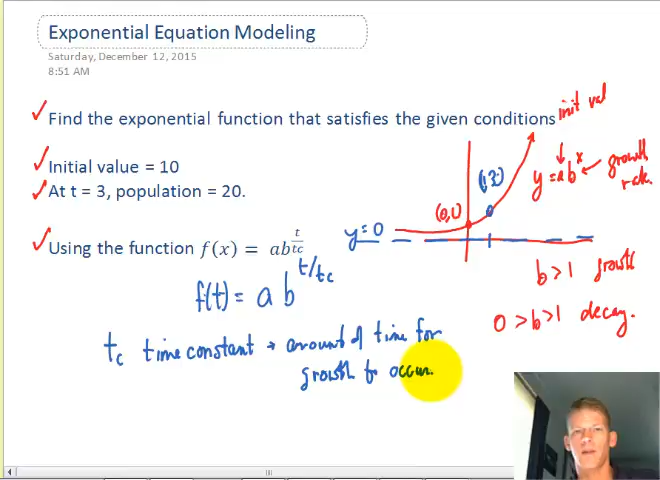 Exponential Equation Modeling
Saturday, December 12, 2015
8:51 AM
Find the exponential function that satisfies the given conditions
init val
Initial value = 10
At t = 3, population = 20.
y = ab^x
growth rate
(0,1)
y = 0
Using the function f(x) = ab^(t/tc)
b>1 growth
f(t) = a b^(t/tc)
0 > b > 1 decay.
tc time constant → amount of time for
growth to occur.